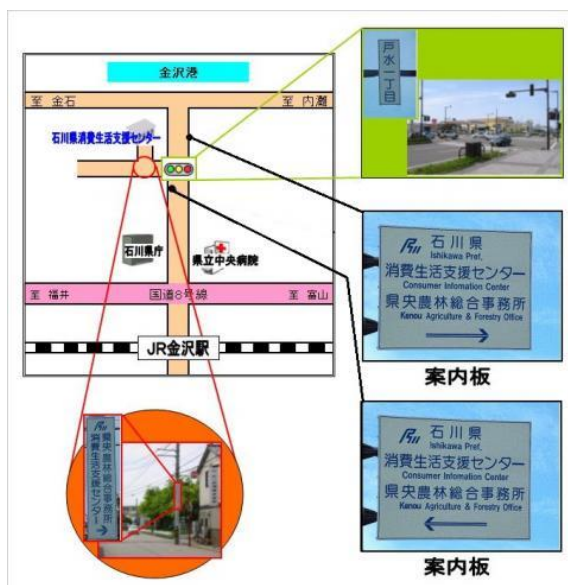 金沢港
至 金石
至 内灘
石川県消費生活支援センター
石川県庁
県立中央病院
至 福井
国道8号線
至 富山
JR金沢駅
戸水一丁目
石川県
Ishikawa Pref.
消費生活支援センター
Consumer Infomation Center
県央農林総合事務所
Kenou Agriculture & Forestry Office
案内板
石川県
Ishikawa Pref.
消費生活支援センター
Consumer Infomation Center
県央農林総合事務所
Kenou Agriculture & Forestry Office
案内板
県央農林総合事務所
消費生活支援センター